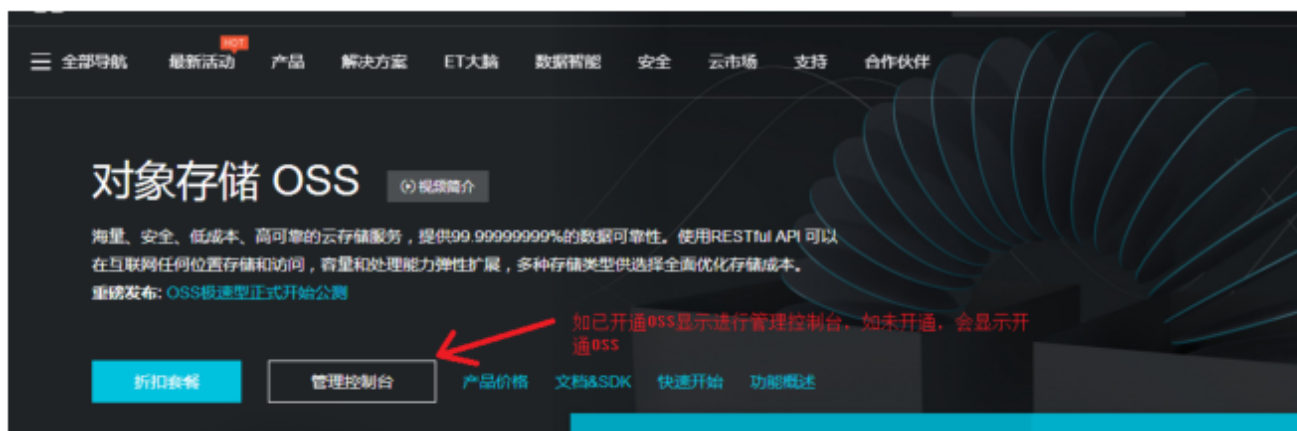 HOT
全部导航 最新活动 产品 解决方案 ET大脑 数据智能 安全 云市场 支持 合作伙伴
对象存储 OSS 视频简介
海量、安全、低成本、高可靠的云存储服务，提供99.99999999%的数据可靠性。使用RESTful API 可以
在互联网任何位置存储和访问，容量和处理能力弹性扩展，多种存储类型供选择全面优化存储成本。
重磅发布: OSS极速型正式开始公测
如已开通oss显示进行管理控制台，如未开通，会显示开
通oss
折扣套餐 管理控制台 产品价格 文档&SDK 快速开始 功能概述